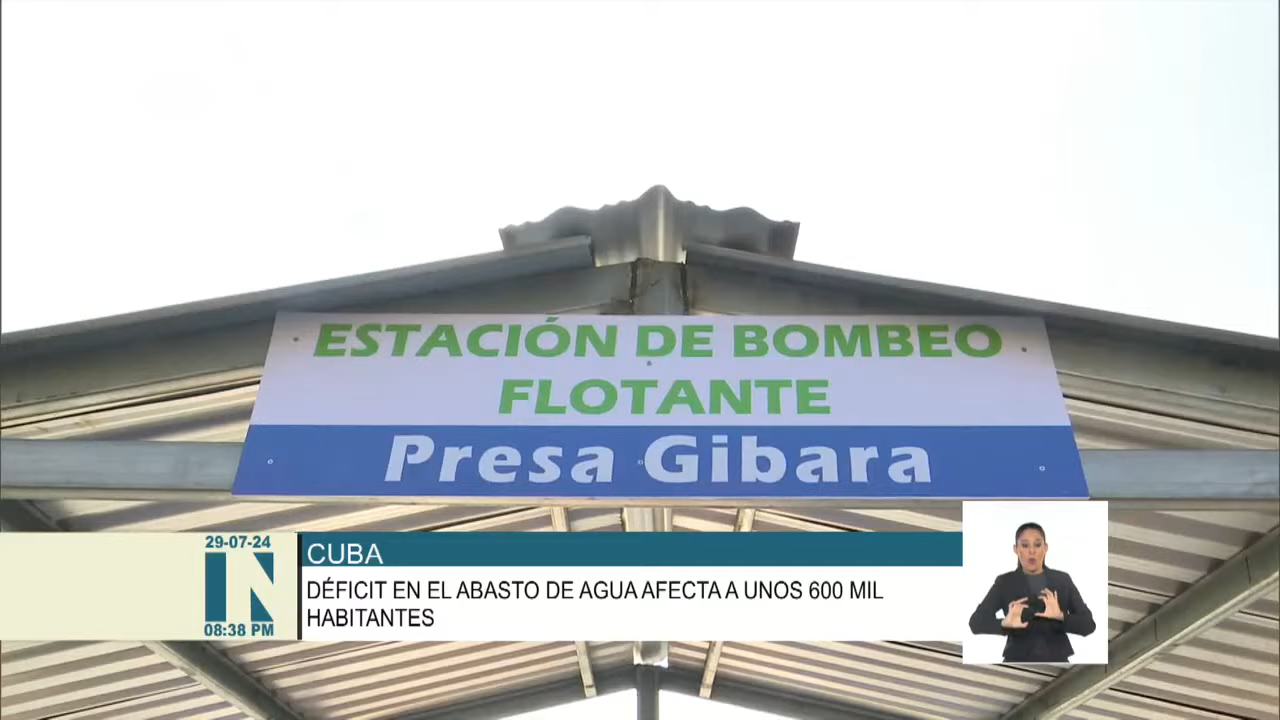 ESTACIÓN DE BOMBEO
FLOTANTE
Presa Gibara
29-07-24
N
08:38 PM
CUBA
DÉFICIT EN EL ABASTO DE AGUA AFECTA A UNOS 600 MIL
HABITANTES